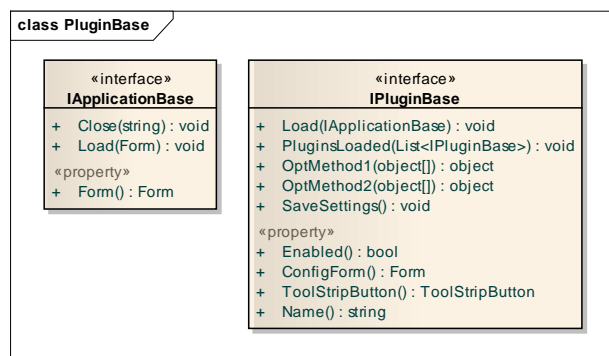 class PluginBase
«interface»
IApplicationBase
+ Close(string) : void
+ Load(Form) : void
«property»
+ Form() : Form
«interface»
IPluginBase
+ Load(IApplicationBase) : void
+ PluginsLoaded(List<IPluginBase>) : void
+ OptMethod1(object[]) : object
+ OptMethod2(object[]) : object
+ SaveSettings() : void
«property»
+ Enabled() : bool
+ ConfigForm() : Form
+ ToolStripButton() : ToolStripButton
+ Name() : string